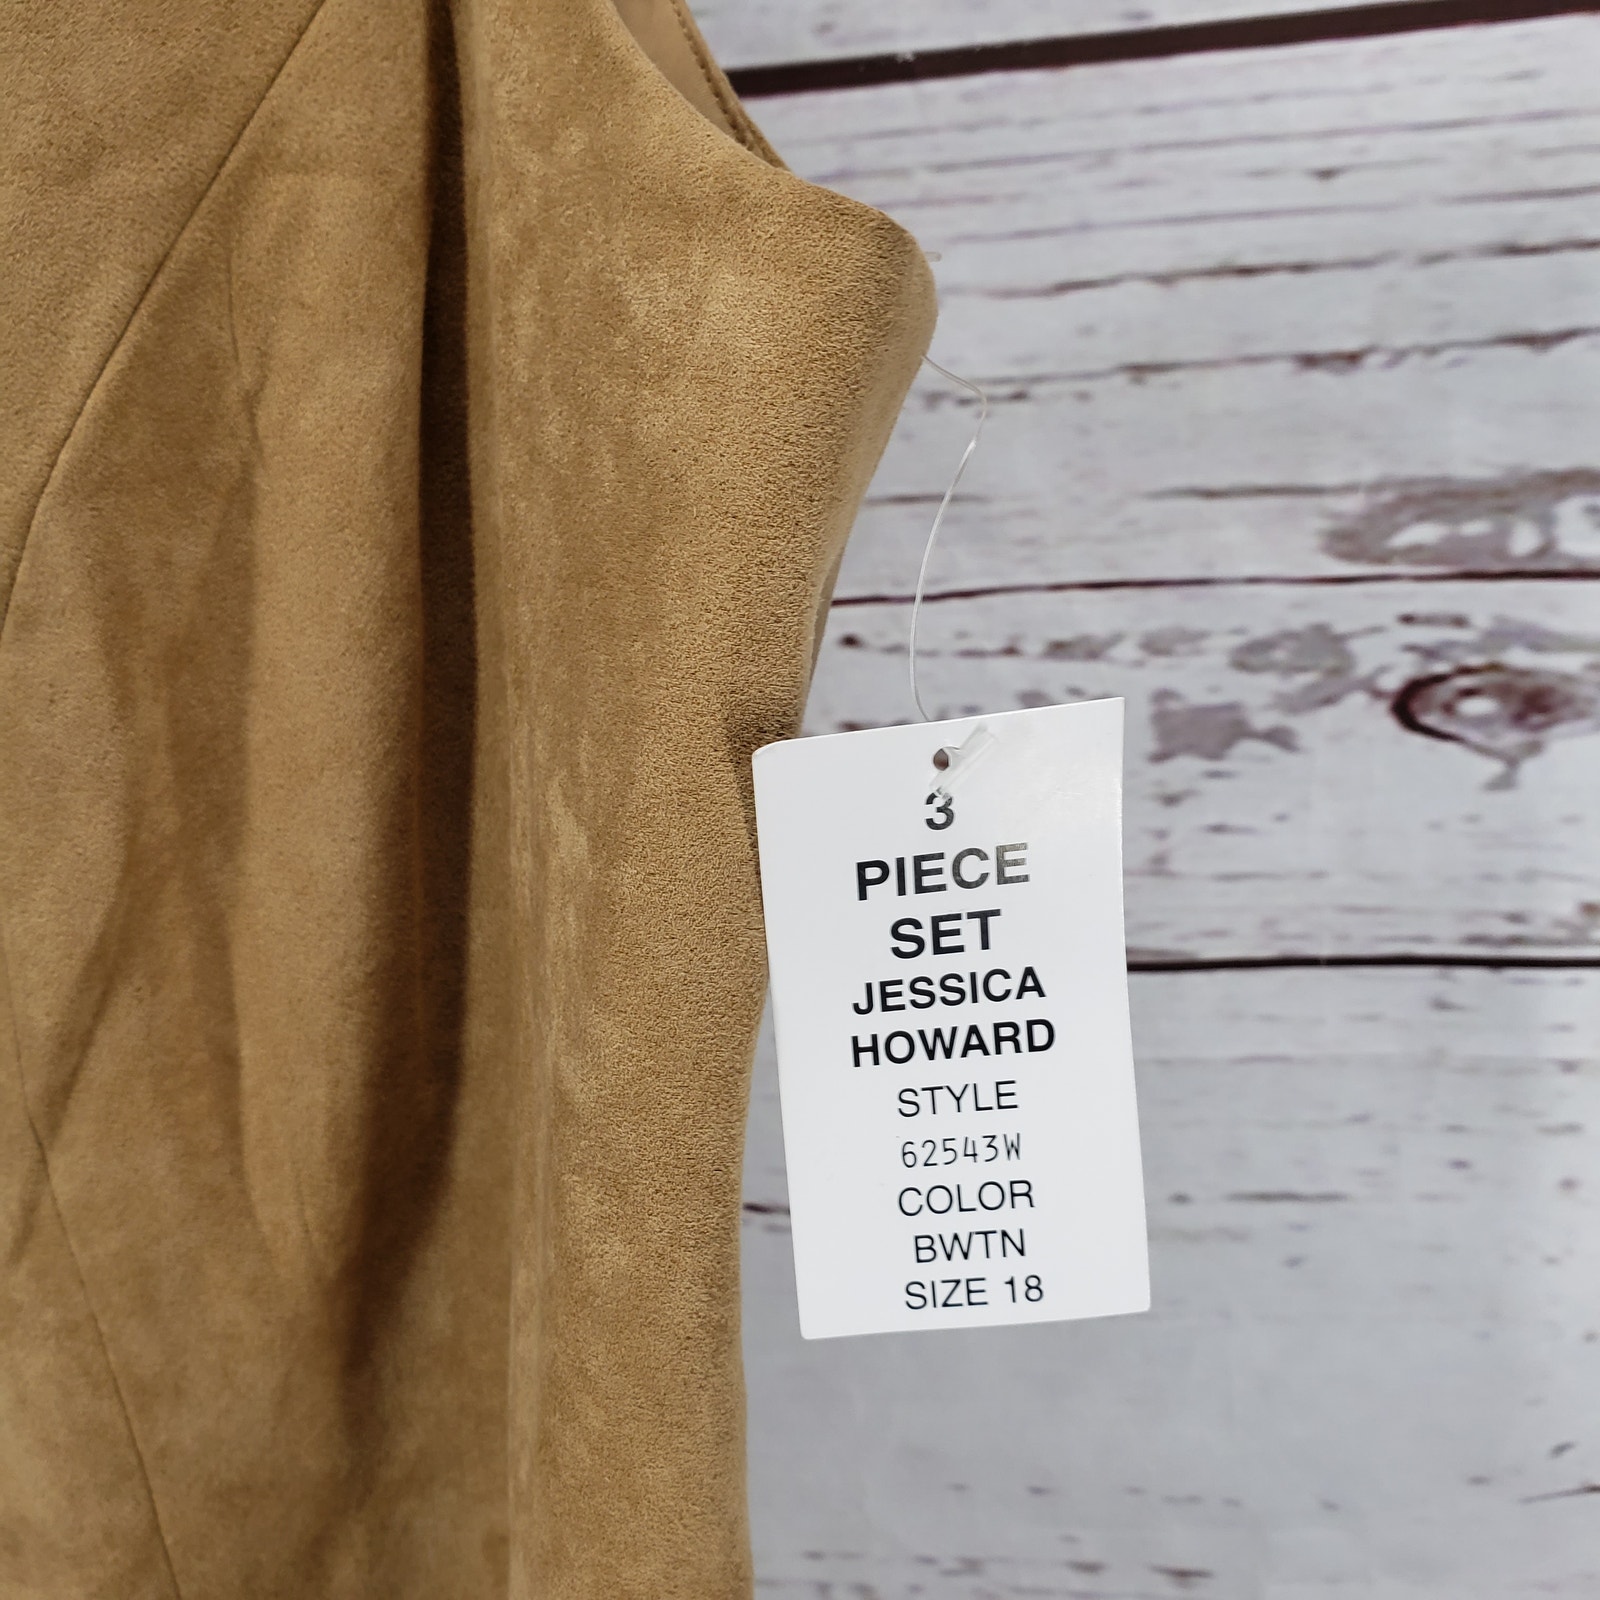 3
PIECE
SET
JESSICA
HOWARD
STYLE
62543W
COLOR
BWTN
SIZE 18